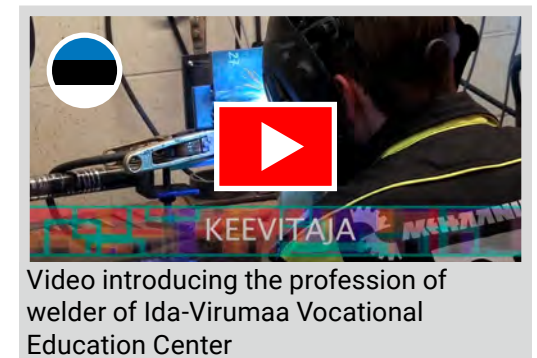 KEEVITAJA
Video introducing the profession of
welder of Ida-Virumaa Vocational
Education Center